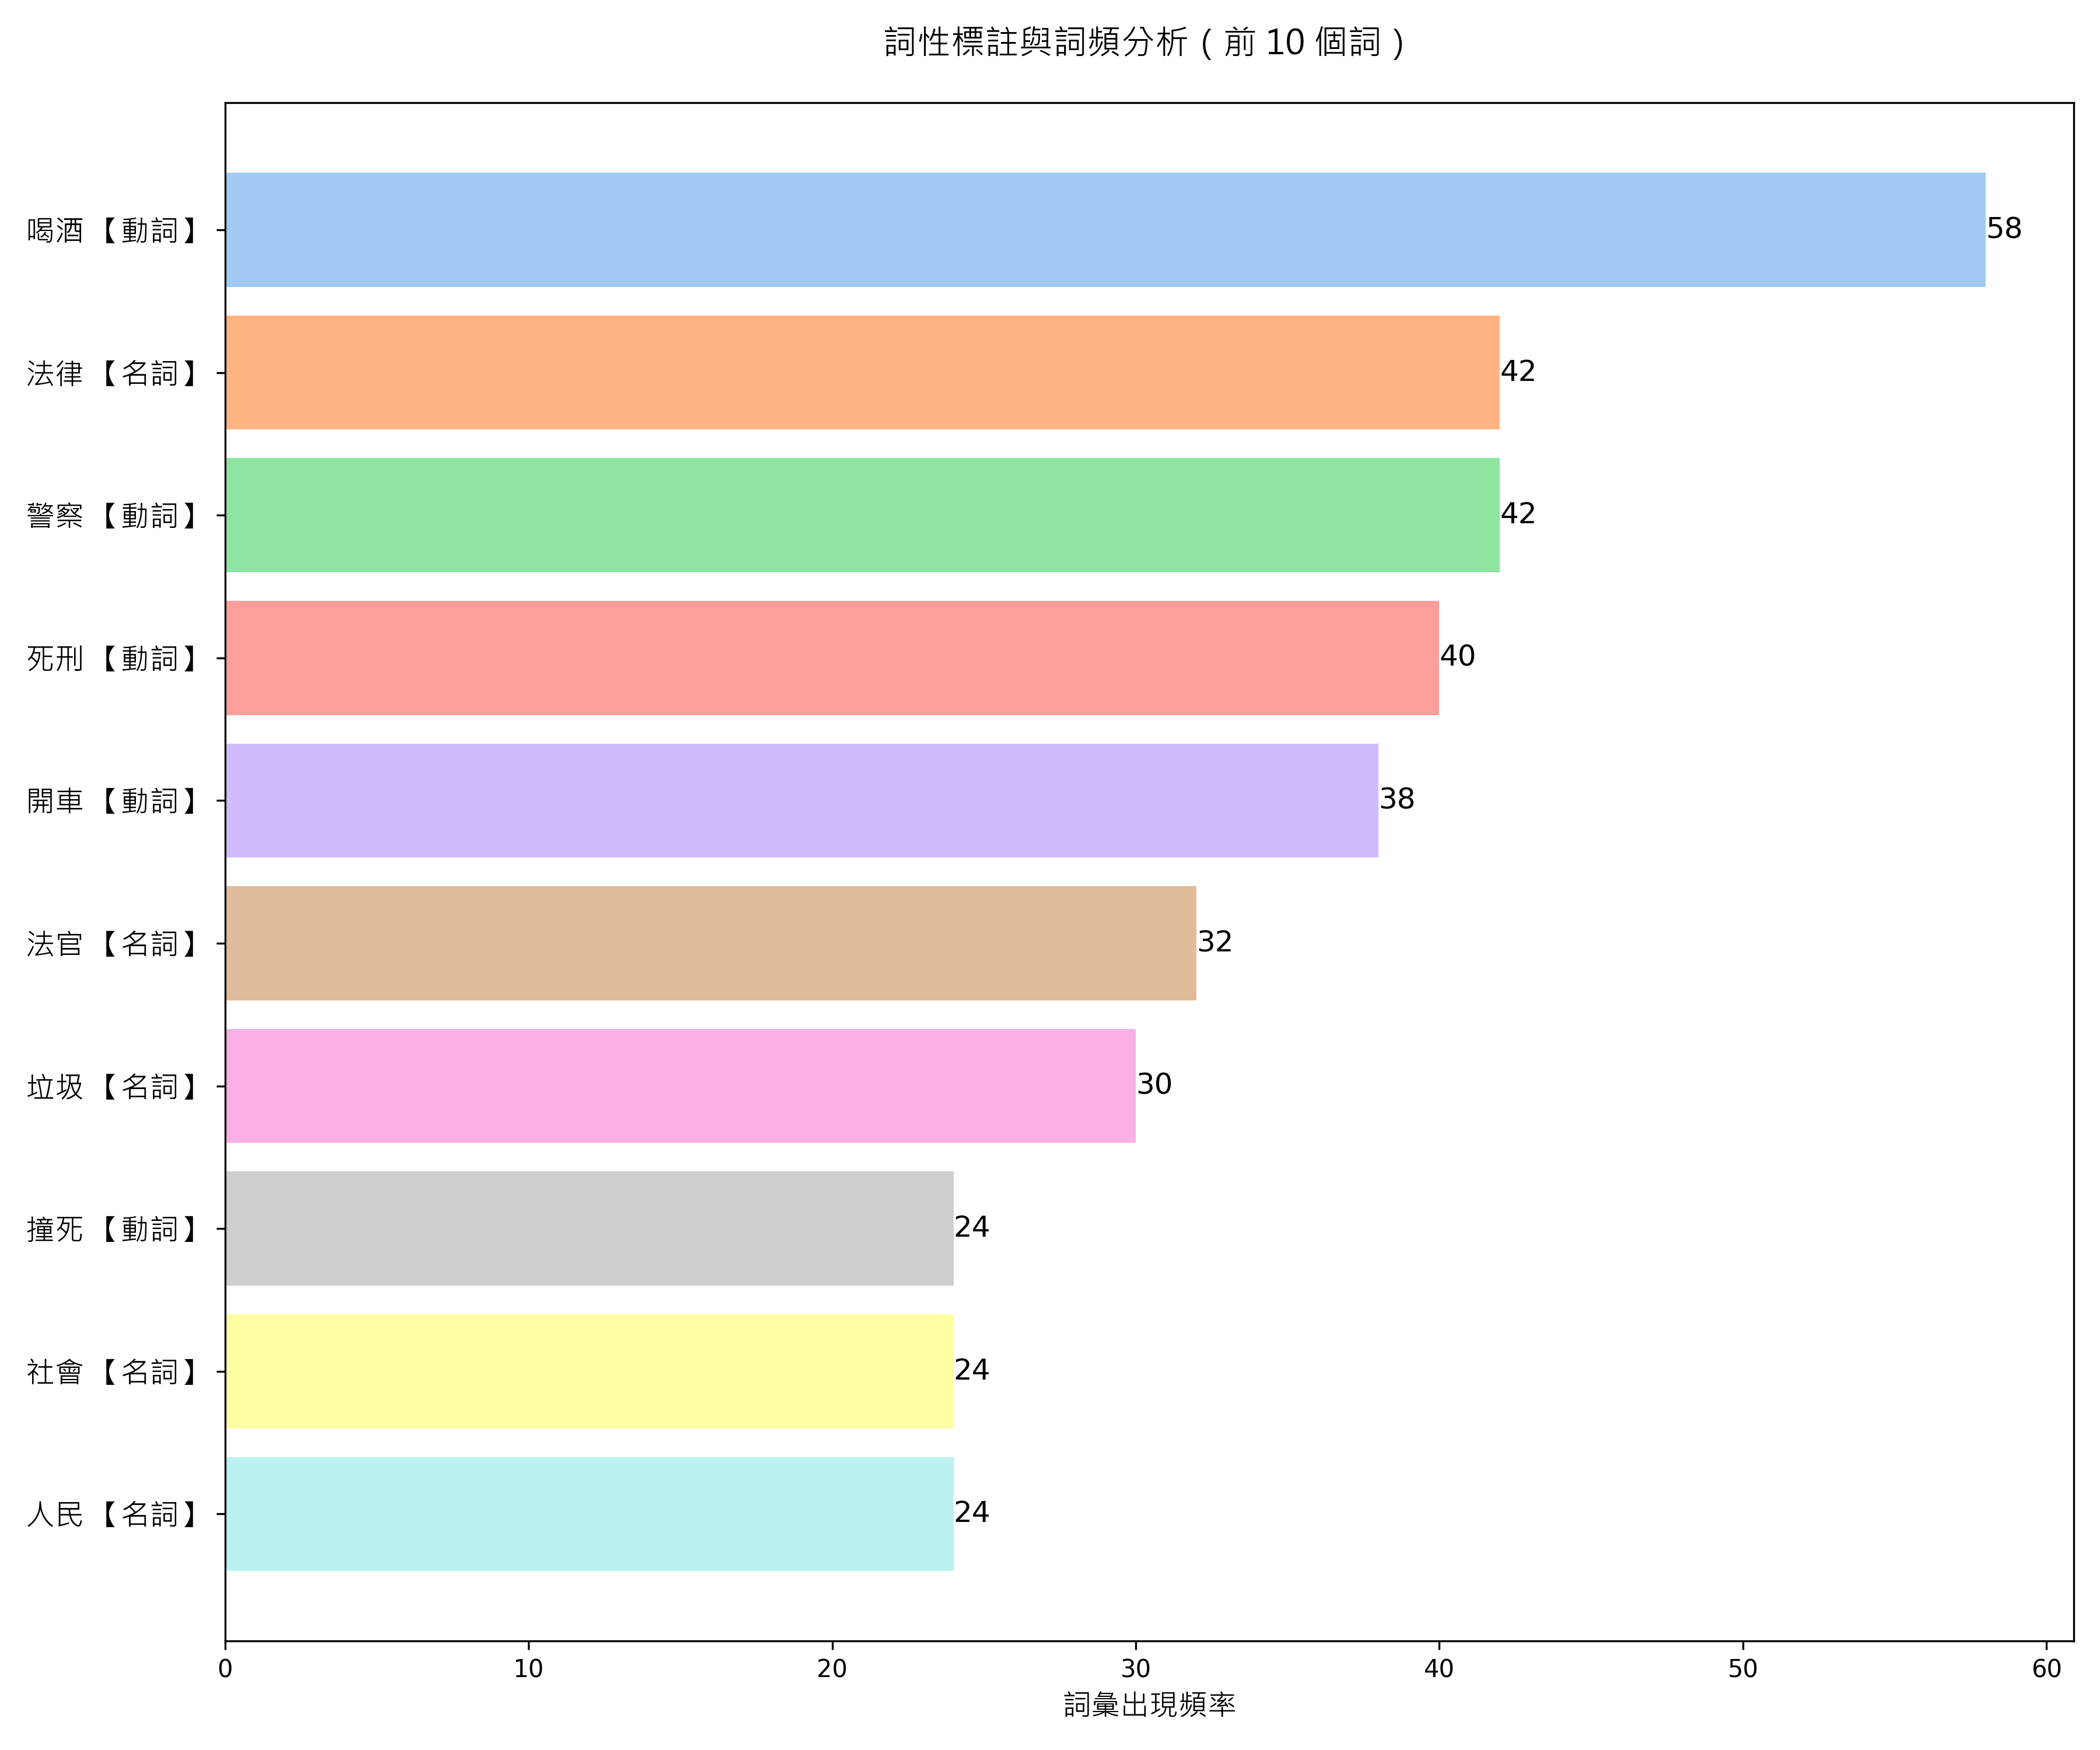 詞性標註與詞頻分析（前 10 個詞）
喝酒 【動詞】 58
法律 【名詞】 42
警察 【動詞】 42
死刑 【動詞】 40
開車 【動詞】 38
法官 【名詞】 32
垃圾 【名詞】 30
撞死 【動詞】 24
社會 【名詞】 24
人民 【名詞】 24
0 10 20 30 40 50 60
詞彙出現頻率